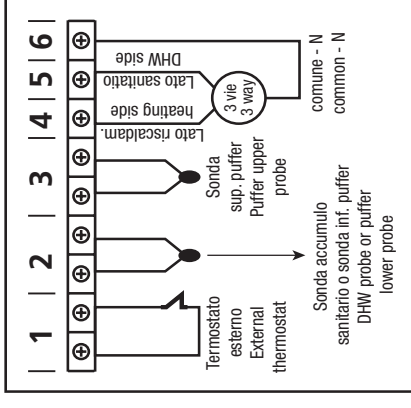 1
2
3
4
5
6
Termostato
esterno
External
thermostat
Sonda accumulo
sanitario o sonda inf. puffer
DHW probe or puffer
lower probe
Sonda
sup. puffer
Puffer upper
probe
Lato riscaldam.
heating side
Lato sanitatio
DHW side
3 vie
3 way
comune - N
common - N